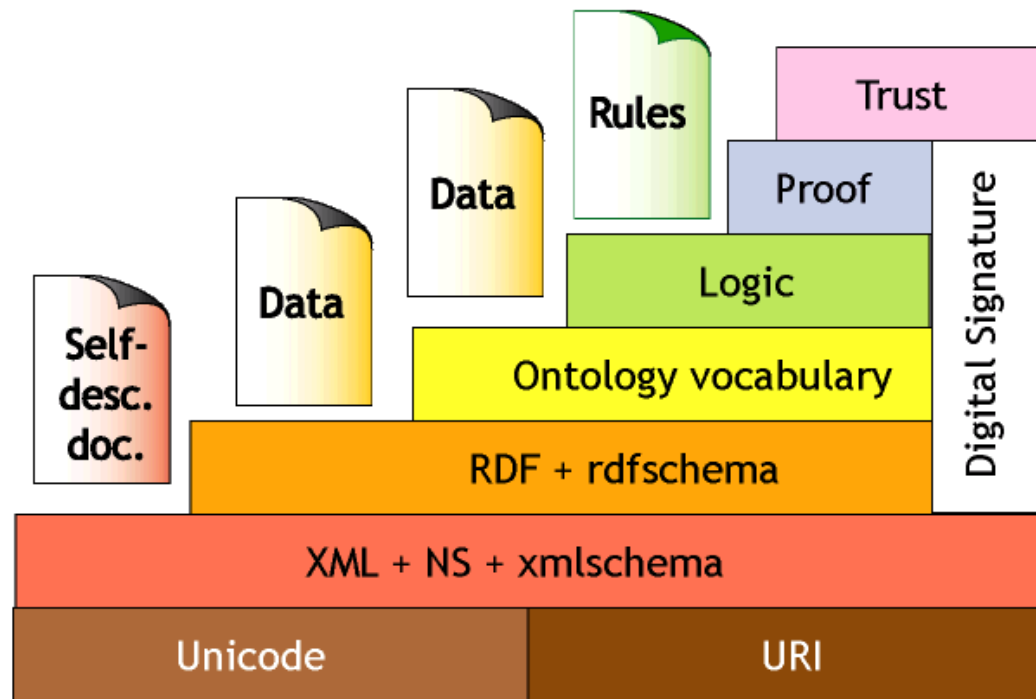 Rules
Trust
Data
Proof
Data
Logic
Self-
desc.
doc.
Ontology vocabulary
Digital Signature
RDF + rdfschema
XML + NS + xmlschema
Unicode
URI